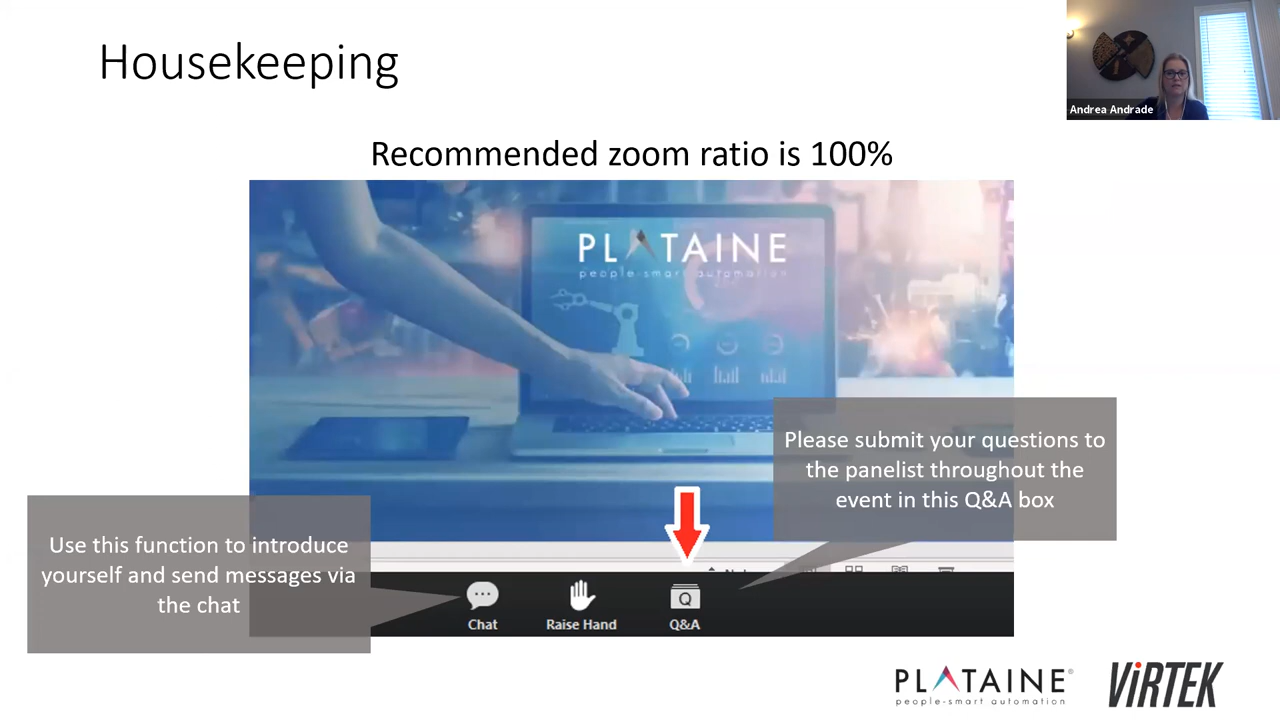 Housekeeping
Andrea Andrade
Recommended zoom ratio is 100%
PLATAINE
people-smart automation
Please submit your questions to
the panelist throughout the
event in this Q&A box
Use this function to introduce
yourself and send messages via
the chat
Q
Chat
Raise Hand
Q&A
PLATAINE®
people-smart automation
ViRTEK